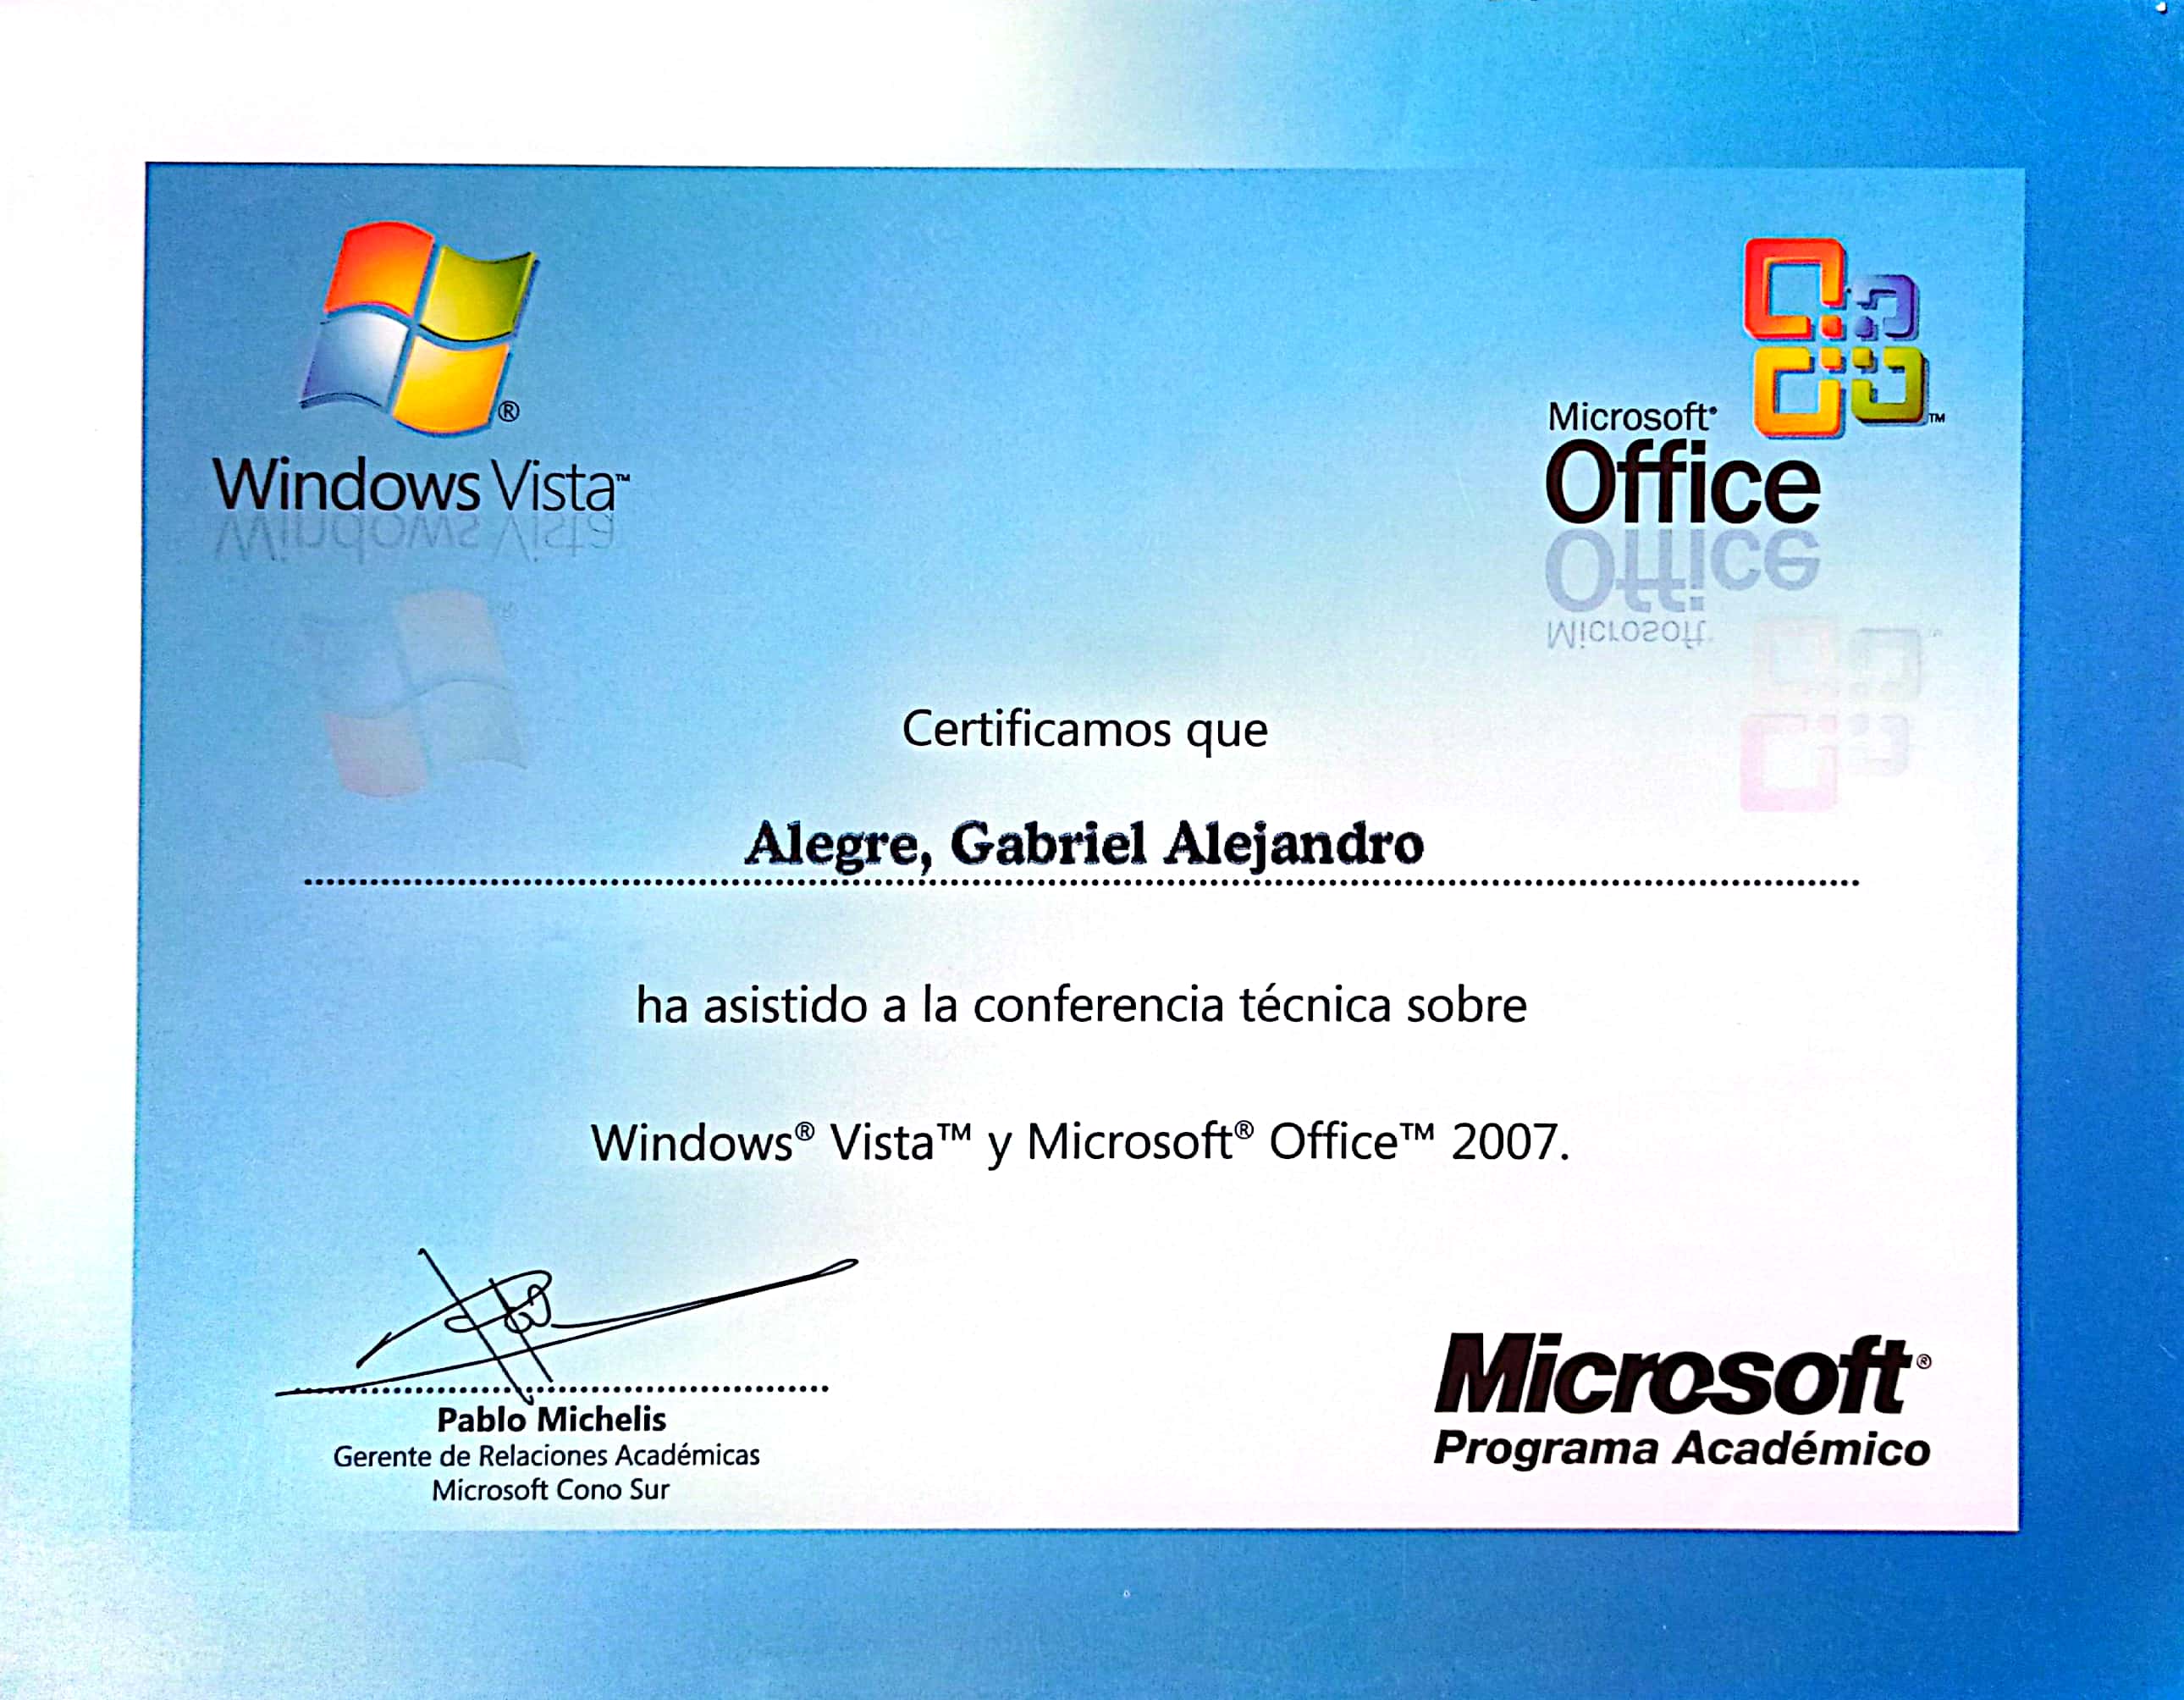 Windows Vista™
Microsoft®
Office™
Certificamos que
Alegre, Gabriel Alejandro
ha asistido a la conferencia técnica sobre
Windows® Vista™ y Microsoft® Office™ 2007.
Pablo Michelis
Gerente de Relaciones Académicas
Microsoft Cono Sur
Microsoft®
Programa Académico